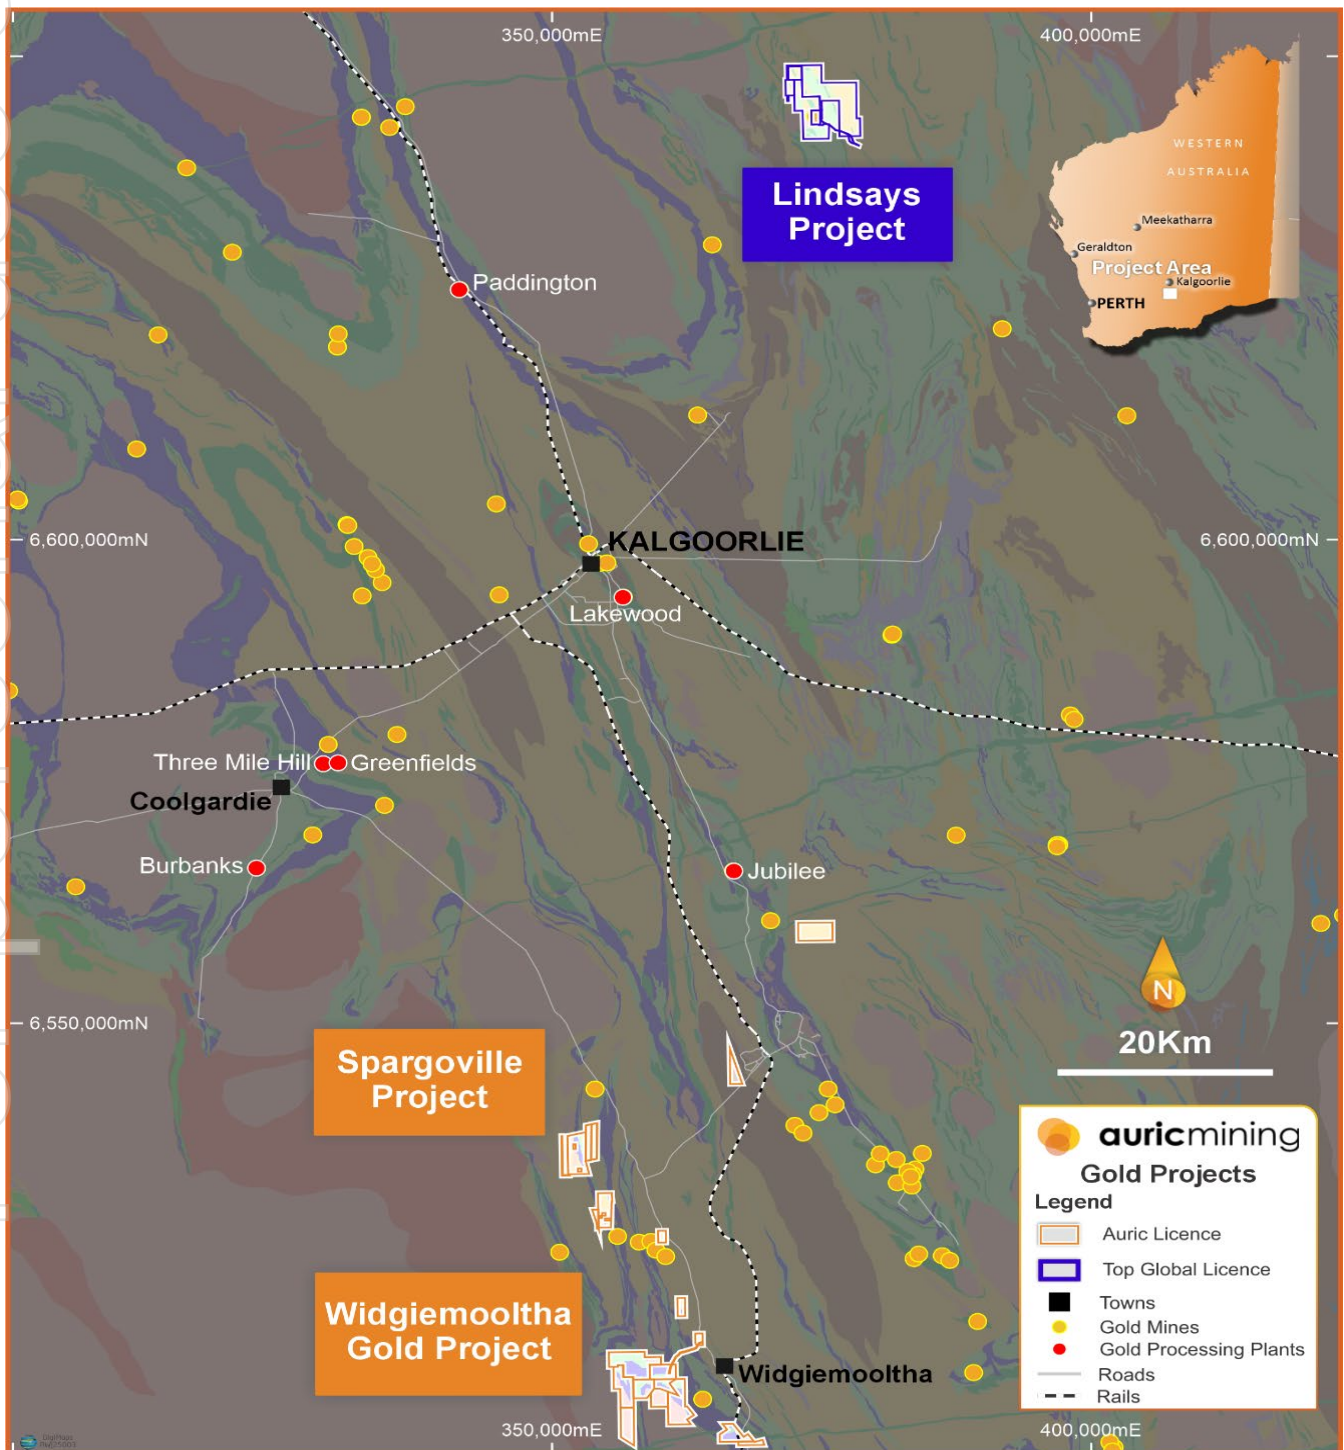 350,000mE
400,000mE
WESTERN
AUSTRALIA
Meekatharra
Geraldton
Project Area
Kalgoorlie
PERTH
Lindsays
Project
Paddington
KALGOORLIE
6,600,000mN
6,600,000mN
Lakewood
Three Mile Hill
Greenfields
Coolgardie
Burbanks
Jubilee
N
6,550,000mN
20Km
Spargoville
Project
Widgiemooltha
Gold Project
Widgiemooltha
auricmining
Gold Projects
Legend
Auric Licence
Top Global Licence
Towns
Gold Mines
Gold Processing Plants
Roads
Rails
350,000mE
400,000mE